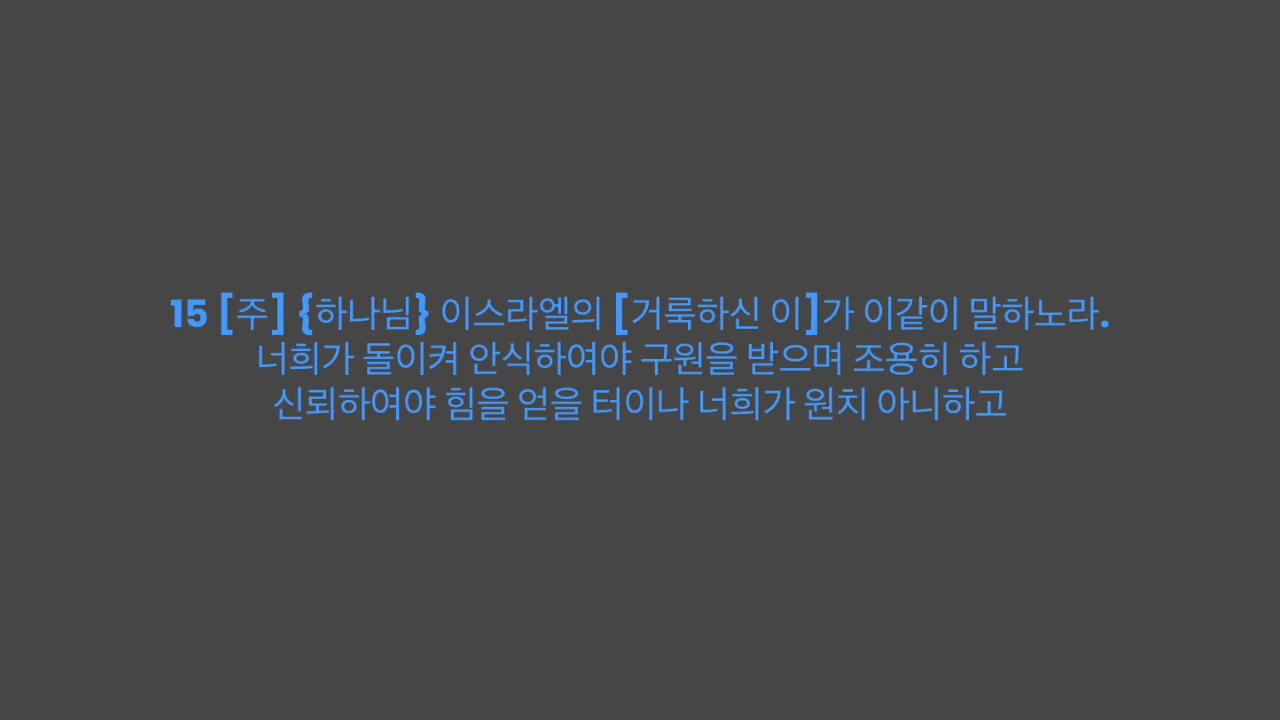 15 [주] {하나님} 이스라엘의 [거룩하신 이]가 이같이 말하노라.
너희가 돌이켜 안식하여야 구원을 받으며 조용히 하고
신뢰하여야 힘을 얻을 터이나 너희가 원치 아니하고